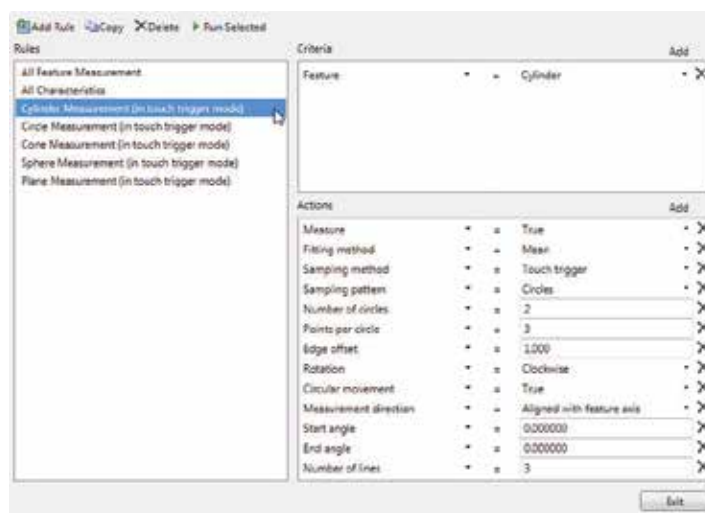 Add Rule Copy Delete Run Selected
Rules
All Feature Measurement
All Characteristics
Cylinder Measurement (in touch trigger mode)
Circle Measurement (in touch trigger mode)
Cone Measurement (in touch trigger mode)
Sphere Measurement (in touch trigger mode)
Plane Measurement (in touch trigger mode)
Criteria Add
Feature = Cylinder
Actions Add
Measure = True
Fitting method = Mean
Sampling method = Touch trigger
Sampling pattern = Circles
Number of circles = 2
Points per circle = 3
Edge offset = 1.000
Rotation = Clockwise
Circular movement = True
Measurement direction = Aligned with feature axis
Start angle = 0.000000
End angle = 0.000000
Number of lines = 3
Exit